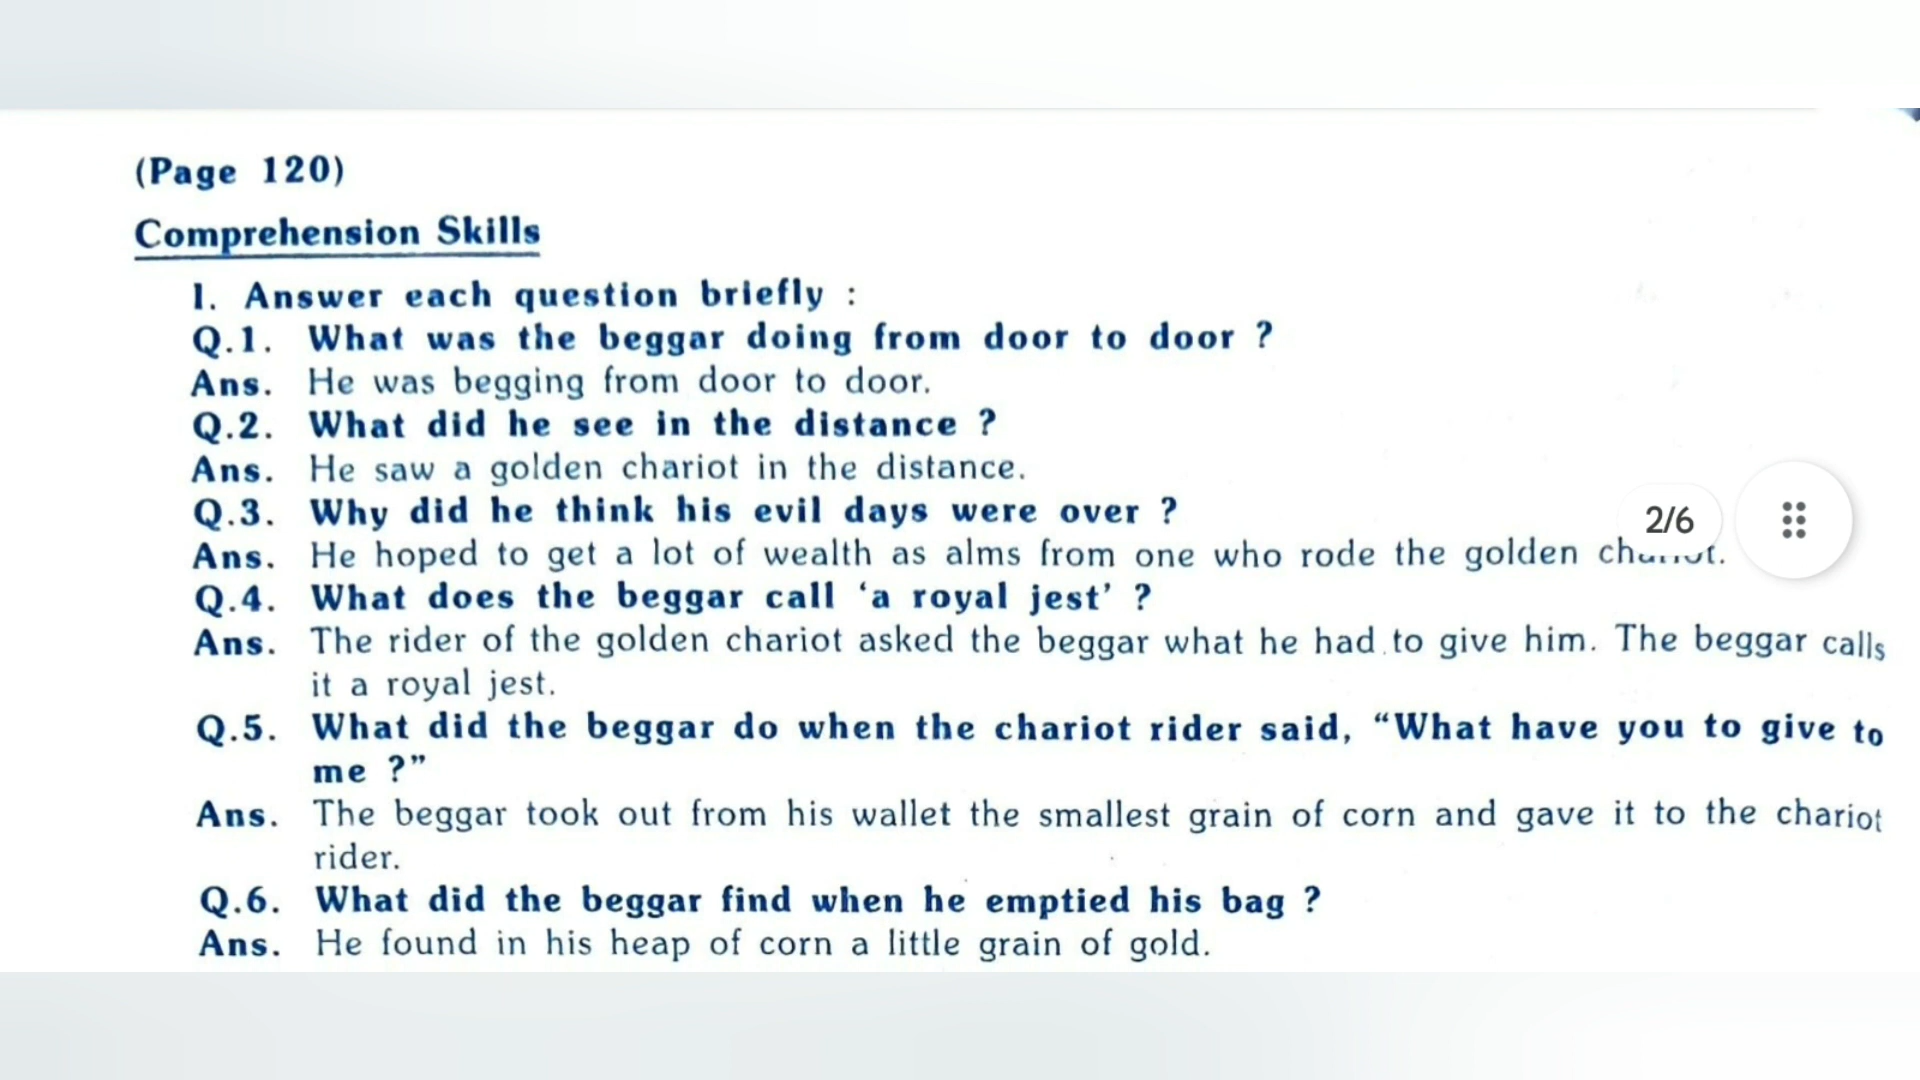 (Page 120)
Comprehension Skills
I. Answer each question briefly :
Q.1. What was the beggar doing from door to door ?
Ans. He was begging from door to door.
Q.2. What did he see in the distance ?
Ans. He saw a golden chariot in the distance.
Q.3. Why did he think his evil days were over ?
2/6
Ans. He hoped to get a lot of wealth as alms from one who rode the golden
Q.4. What does the beggar call ‘a royal jest’ ?
Ans. The rider of the golden chariot asked the beggar what he had to give him. The beggar calls
it a royal jest.
Q.5. What did the beggar do when the chariot rider said, “What have you to give to
me ?”
Ans. The beggar took out from his wallet the smallest grain of corn and gave it to the chariot
rider.
Q.6. What did the beggar find when he emptied his bag ?
Ans. He found in his heap of corn a little grain of gold.